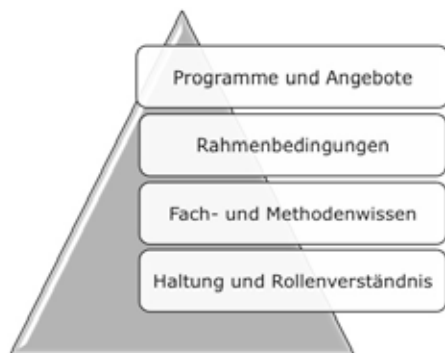 Programme und Angebote
Rahmenbedingungen
Fach- und Methodenwissen
Haltung und Rollenverständnis